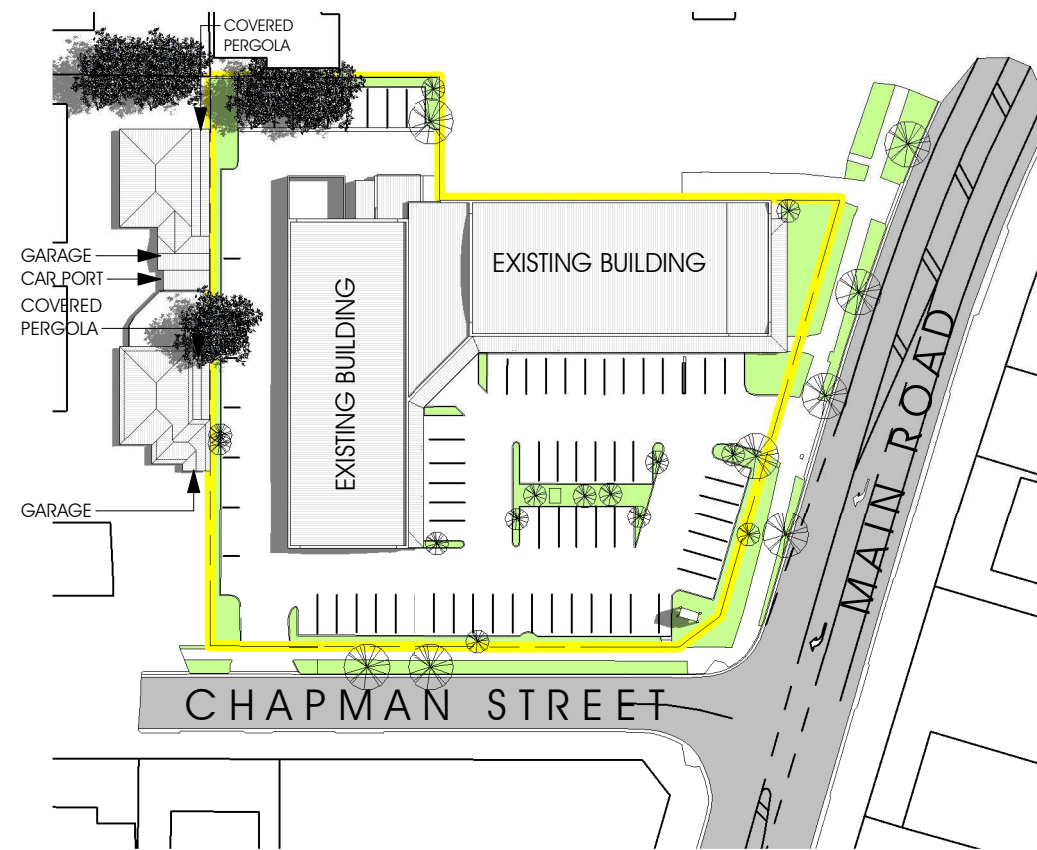 COVERED
PERGOLA
GARAGE
CAR PORT
COVERED
PERGOLA
GARAGE
EXISTING BUILDING
EXISTING BUILDING
MAIN ROAD
CHAPMAN STREET